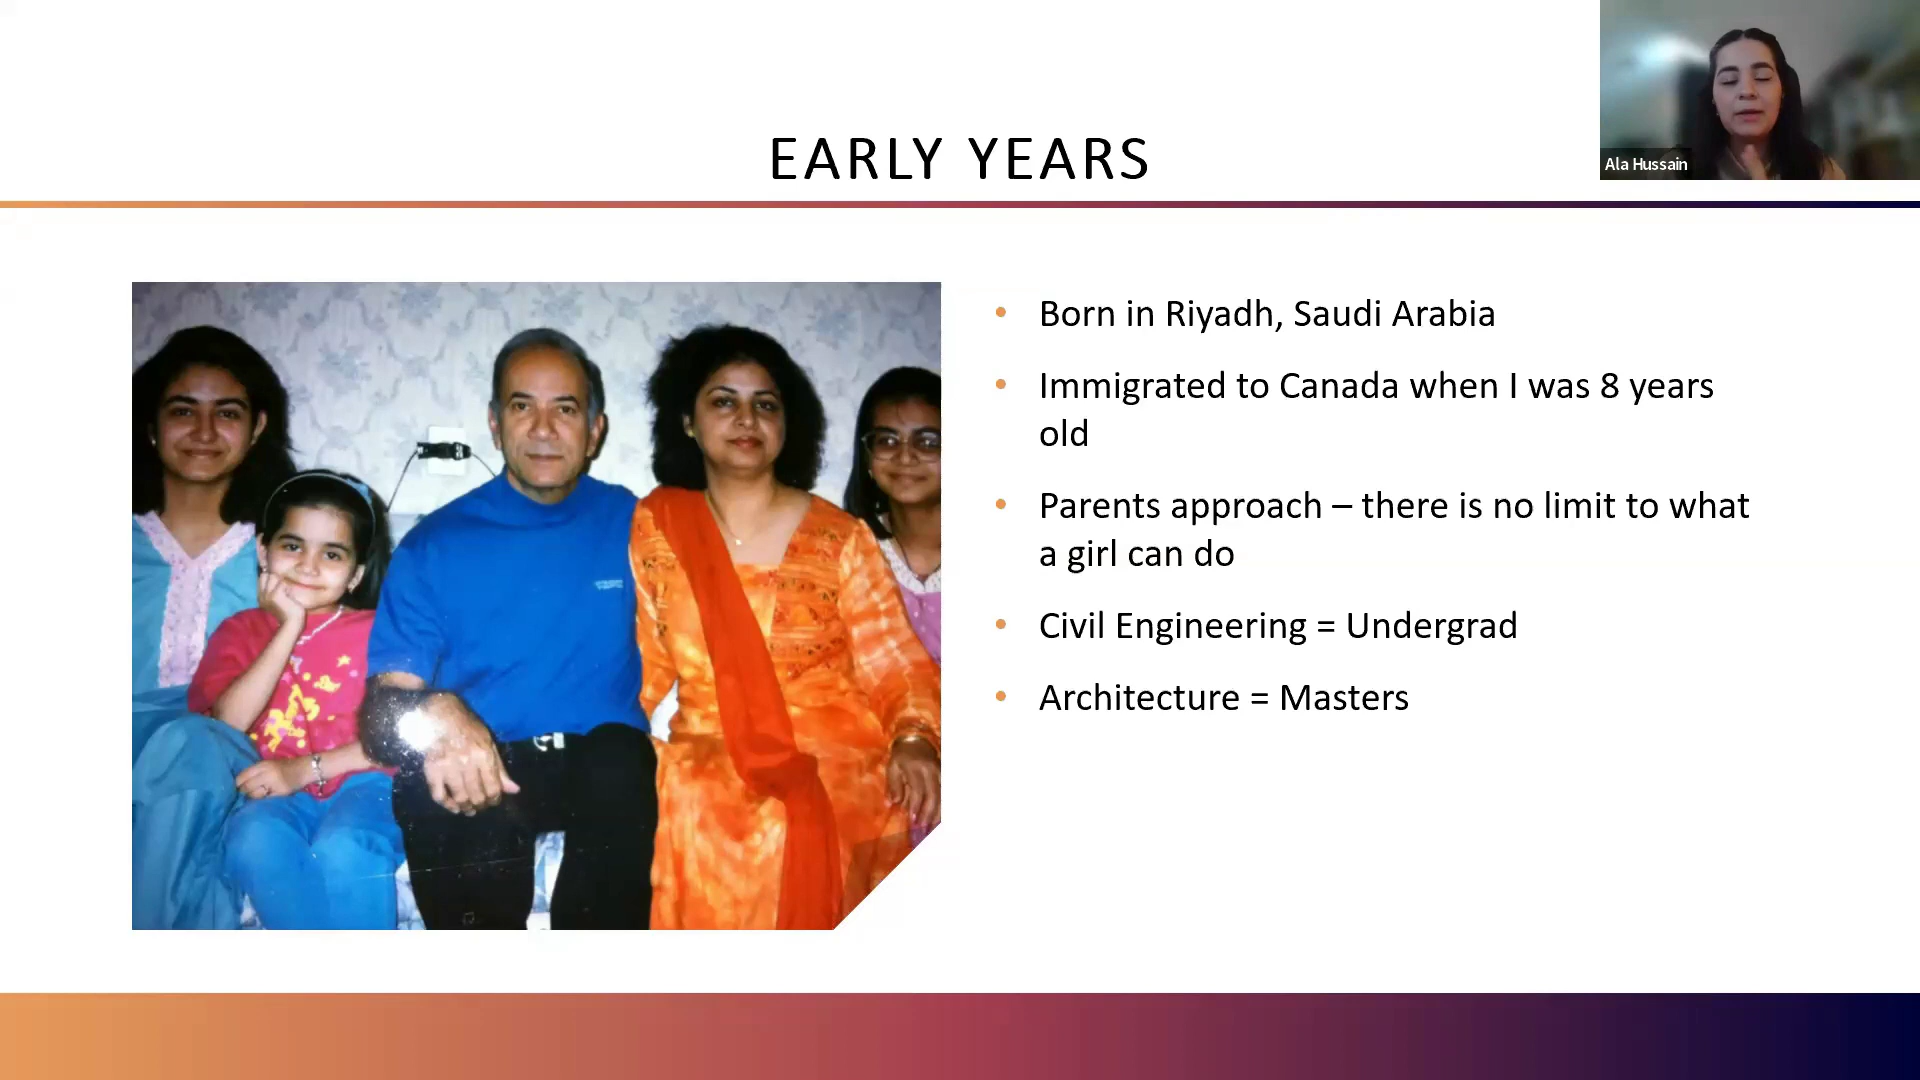 Ala Hussain
EARLY YEARS
• Born in Riyadh, Saudi Arabia
• Immigrated to Canada when I was 8 years
old
• Parents approach – there is no limit to what
a girl can do
• Civil Engineering = Undergrad
• Architecture = Masters